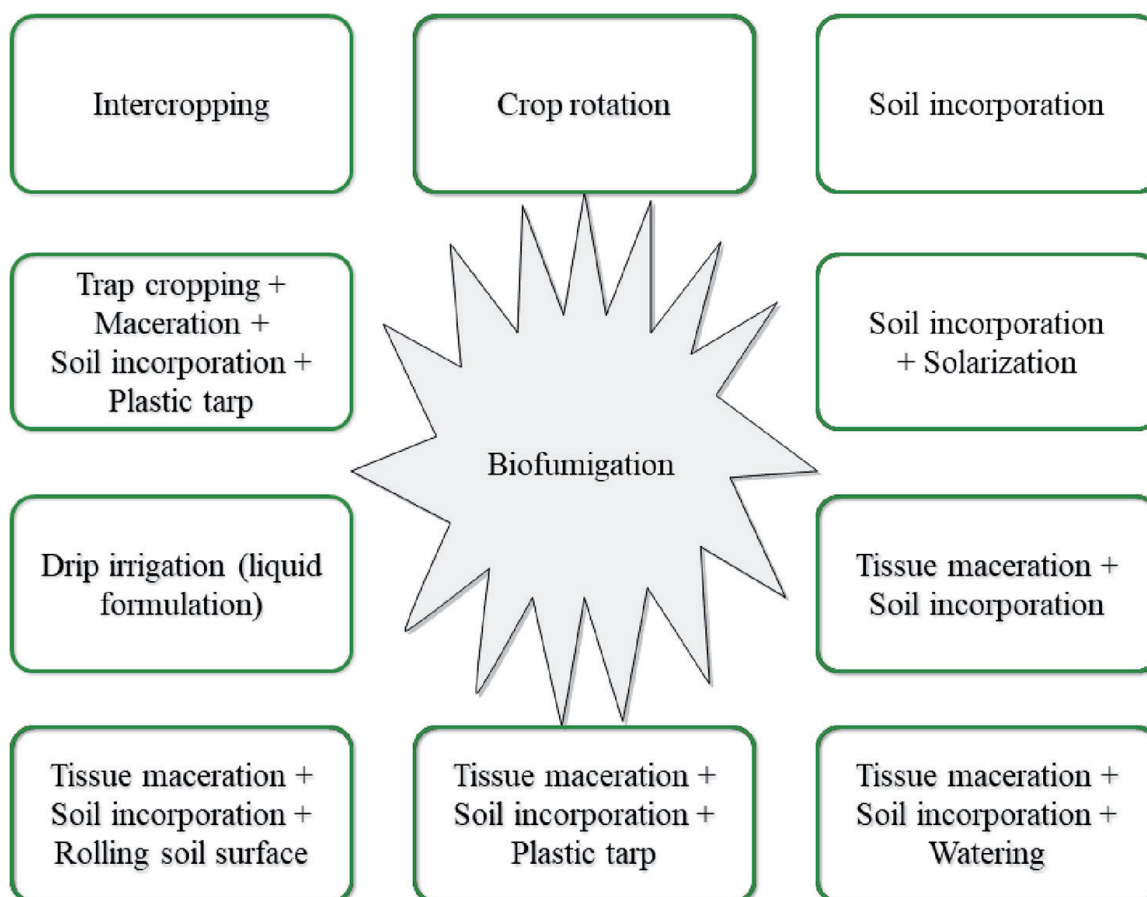 Intercropping
Crop rotation
Soil incorporation
Trap cropping +
Maceration +
Soil incorporation +
Plastic tarp
Soil incorporation
+ Solarization
Biofumigation
Drip irrigation (liquid
formulation)
Tissue maceration +
Soil incorporation
Tissue maceration +
Soil incorporation +
Rolling soil surface
Tissue maceration +
Soil incorporation +
Plastic tarp
Tissue maceration +
Soil incorporation +
Watering